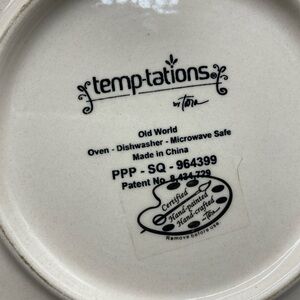 temp-tations®
by Tara
Old World
Oven - Dishwasher - Microwave Safe
Made in China
PPP - SQ - 964399
Patent No. 8,434,729
Certified
Hand-painted
Hand-crafted
Tara
Remove before use